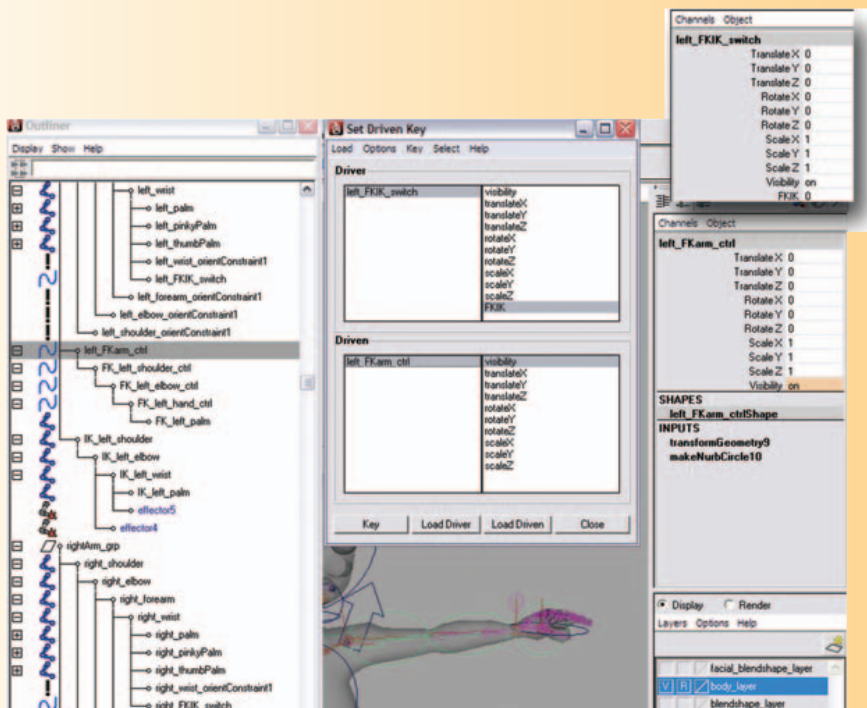 Channels Object
left_FKIK_switch
Translate X 0
Translate Y 0
Translate Z 0
Rotate X 0
Rotate Y 0
Rotate Z 0
Scale X 1
Scale Y 1
Scale Z 1
Visibility on
FKIK 0
Outliner
Display Show Help
left_wrist
left_palm
left_pinkyPalm
left_thumbPalm
left_wrist_orientConstraint1
left_FKIK_switch
left_forearm_orientConstraint1
left_elbow_orientConstraint1
left_shoulder_orientConstraint1
left_FKarm_ctrl
FK_left_shoulder_ctrl
FK_left_elbow_ctrl
FK_left_hand_ctrl
FK_left_palm
IK_left_shoulder
IK_left_elbow
IK_left_wrist
IK_left_palm
effector5
effector4
rightArm_grp
right_shoulder
right_elbow
right_forearm
right_wrist
right_palm
right_pinkyPalm
right_thumbPalm
right_wrist_orientConstraint1
right_FKIK_switch
Set Driven Key
Load Options Key Select Help
Driver
left_FKIK_switch
visibility
translateX
translateY
translateZ
rotateX
rotateY
rotateZ
scaleX
scaleY
scaleZ
FKIK
Driven
left_FKarm_ctrl
visibility
translateX
translateY
translateZ
rotateX
rotateY
rotateZ
scaleX
scaleY
scaleZ
Key Load Driver Load Driven Close
Channels Object
left_FKarm_ctrl
Translate X 0
Translate Y 0
Translate Z 0
Rotate X 0
Rotate Y 0
Rotate Z 0
Scale X 1
Scale Y 1
Scale Z 1
Visibility on
SHAPES
left_FKarm_ctrlShape
INPUTS
transformGeometry9
makeNurbCircle10
Display Render
Layers Options Help
facial_blendshape_layer
V R body_layer
blendshape_layer